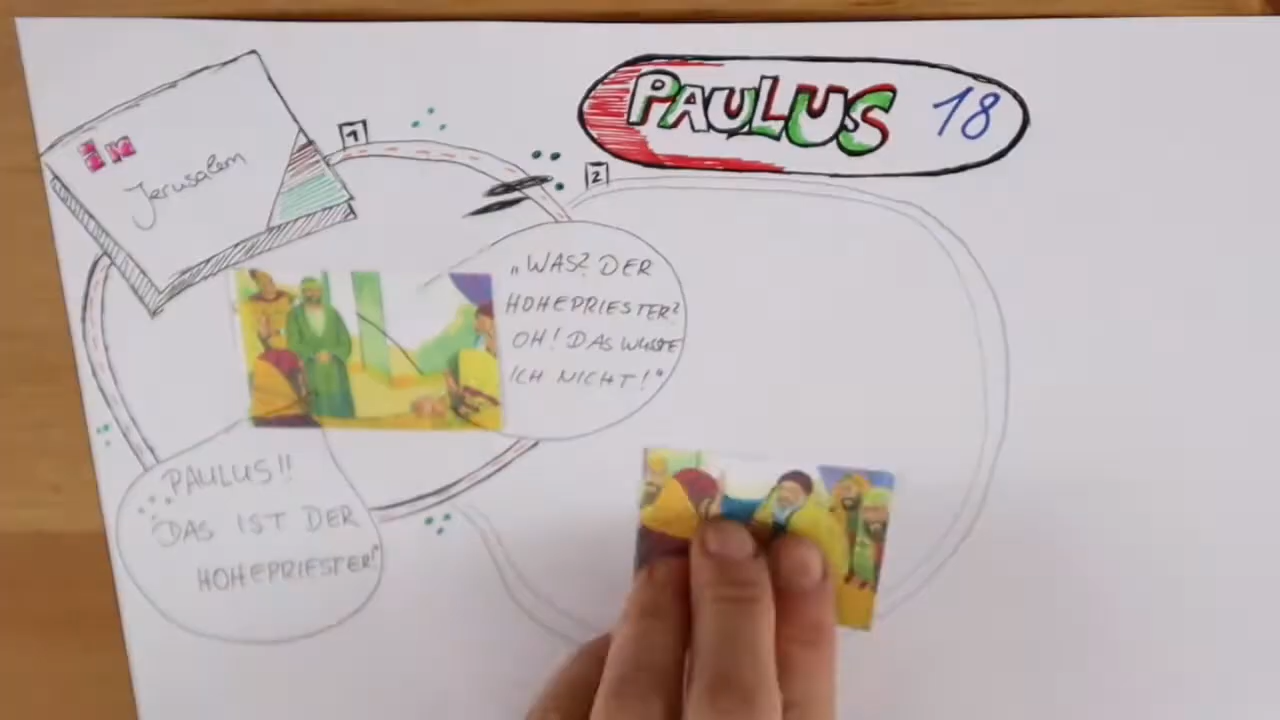 PAULUS 18
in
Jerusalem
1
2
„WAS? DER
HOHEPRIESTER?
OH! DAS WUSSTE
ICH NICHT!"
PAULUS!!
DAS IST DER
HOHEPRIESTER!"